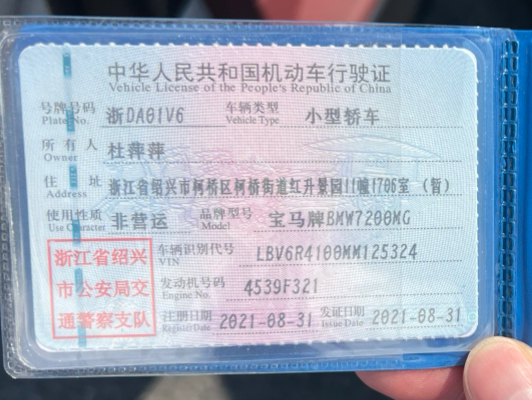 中华人民共和国机动车行驶证
Vehicle License of the People's Republic of China
号牌号码 Plate No. 浙DA01V6 车辆类型 Vehicle Type 小型轿车
所有人 Owner 杜萍萍
住址 Address 浙江省绍兴市柯桥区柯桥街道红升景园11幢1706室（暂）
使用性质 Use Character 非营运 品牌型号 Model 宝马牌BMW7200MG
浙江省绍兴
市公安局交
通警察支队
车辆识别代号 VIN LBV6R4100MM125324
发动机号码 Engine No. 4539F321
注册日期 Register Date 2021-08-31 发证日期 Issue Date 2021-08-31